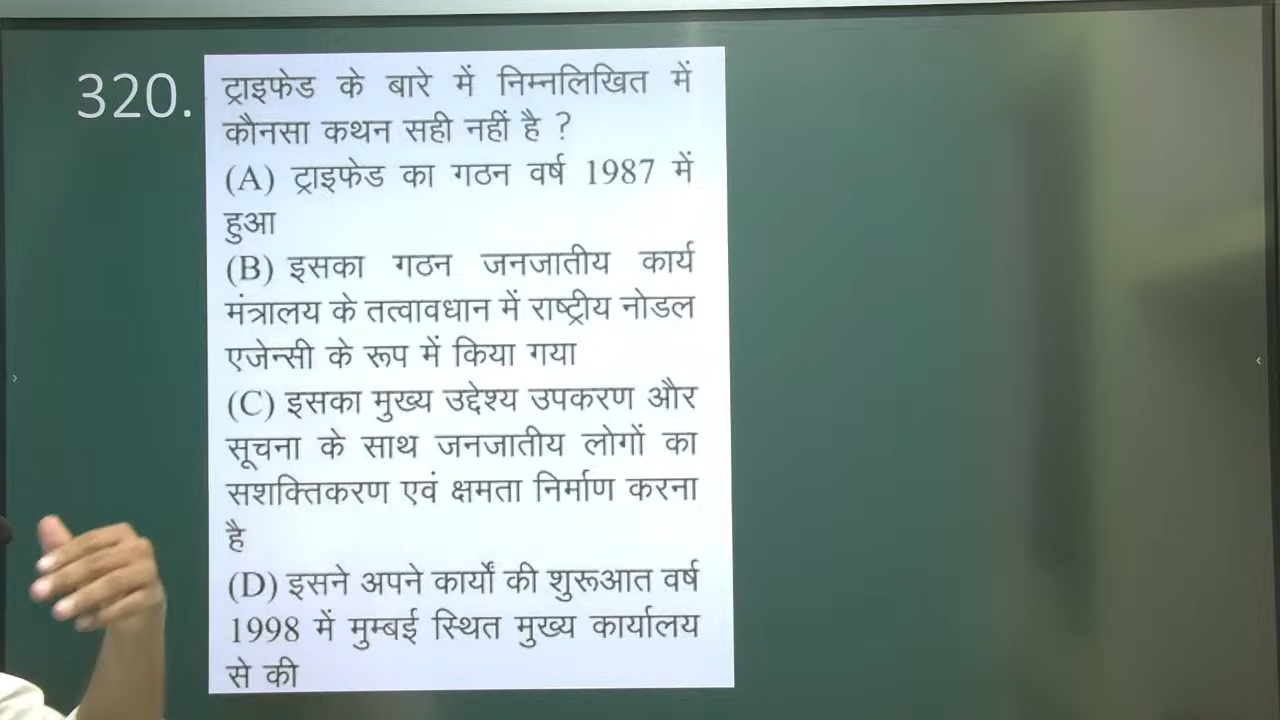 320.
ट्राइफेड के बारे में निम्नलिखित में
कौनसा कथन सही नहीं है ?
(A) ट्राइफेड का गठन वर्ष 1987 में
हुआ
(B) इसका गठन जनजातीय कार्य
मंत्रालय के तत्वावधान में राष्ट्रीय नोडल
एजेन्सी के रूप में किया गया
(C) इसका मुख्य उद्देश्य उपकरण और
सूचना के साथ जनजातीय लोगों का
सशक्तिकरण एवं क्षमता निर्माण करना
है
(D) इसने अपने कार्यों की शुरूआत वर्ष
1998 में मुम्बई स्थित मुख्य कार्यालय
से की